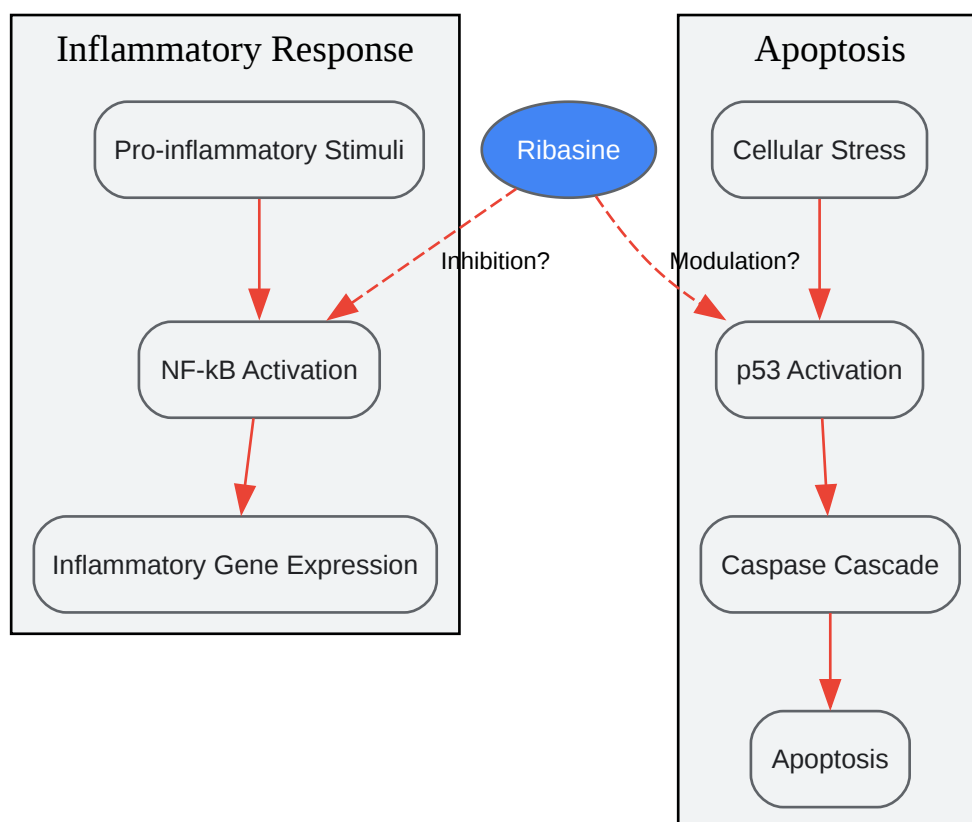 Inflammatory Response
Apoptosis
Pro-inflammatory Stimuli
Ribasine
Cellular Stress
Inhibition?
Modulation?
NF-kB Activation
p53 Activation
Inflammatory Gene Expression
Caspase Cascade
Apoptosis